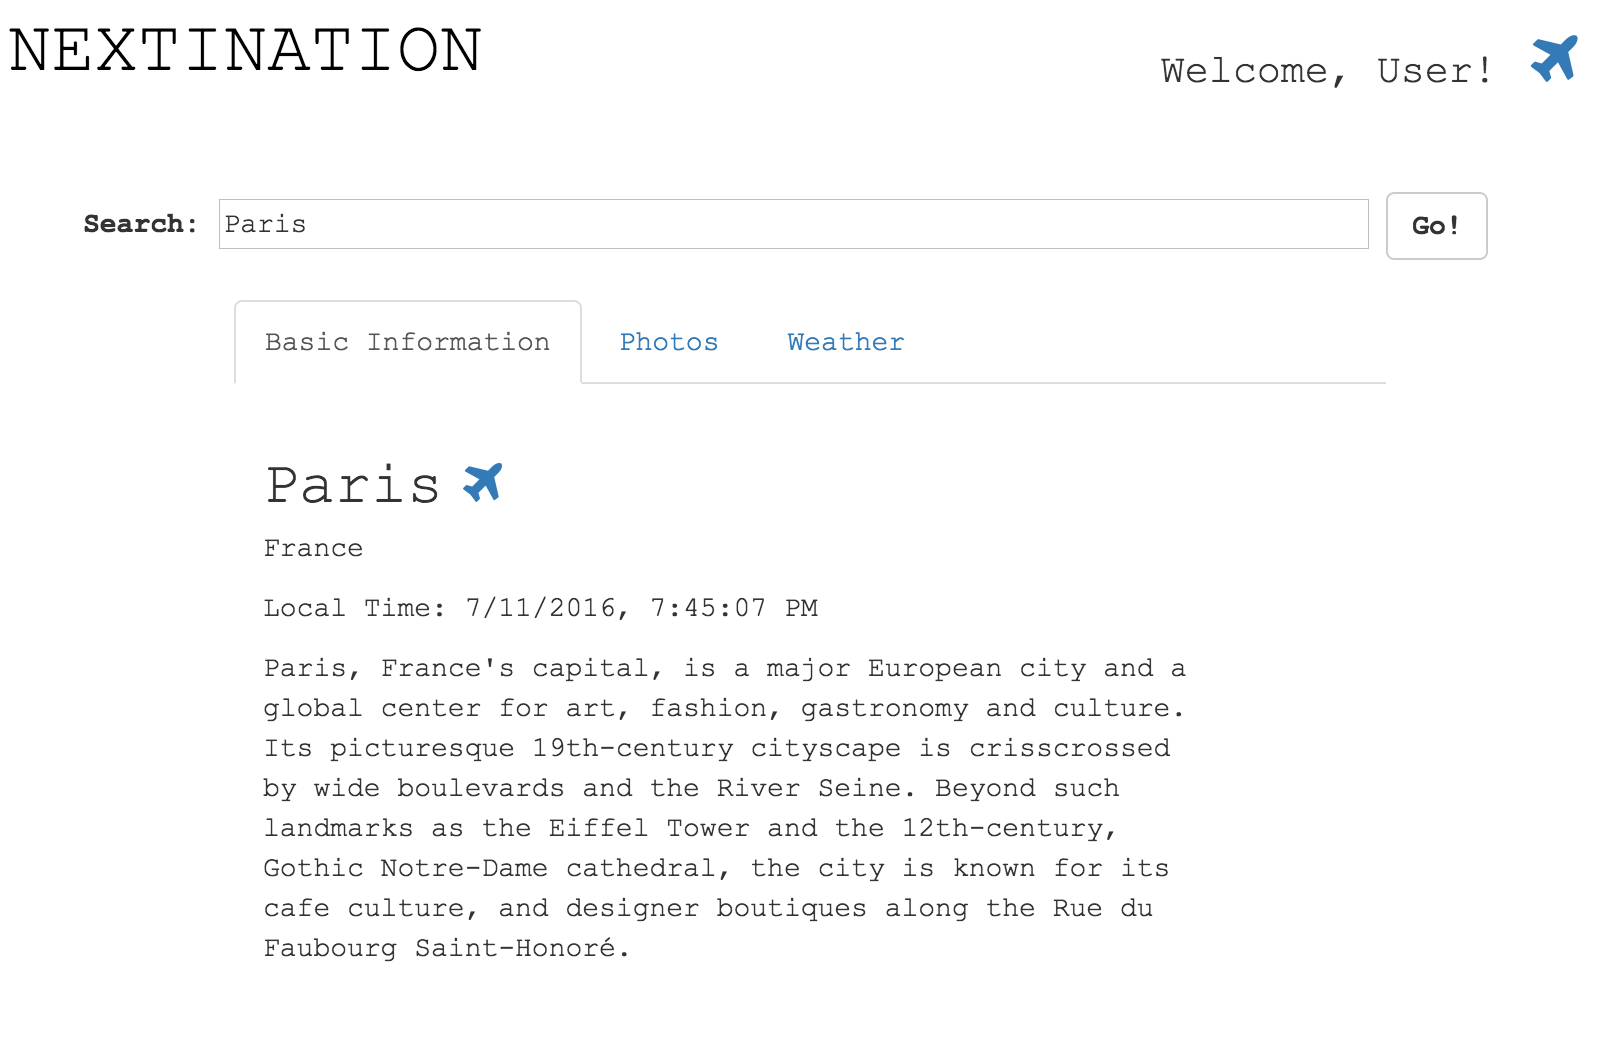 NEXTINATION
Welcome, User!
Search: Paris Go!
Basic Information Photos Weather
Paris
France
Local Time: 7/11/2016, 7:45:07 PM
Paris, France's capital, is a major European city and a
global center for art, fashion, gastronomy and culture.
Its picturesque 19th-century cityscape is crisscrossed
by wide boulevards and the River Seine. Beyond such
landmarks as the Eiffel Tower and the 12th-century,
Gothic Notre-Dame cathedral, the city is known for its
cafe culture, and designer boutiques along the Rue du
Faubourg Saint-Honoré.